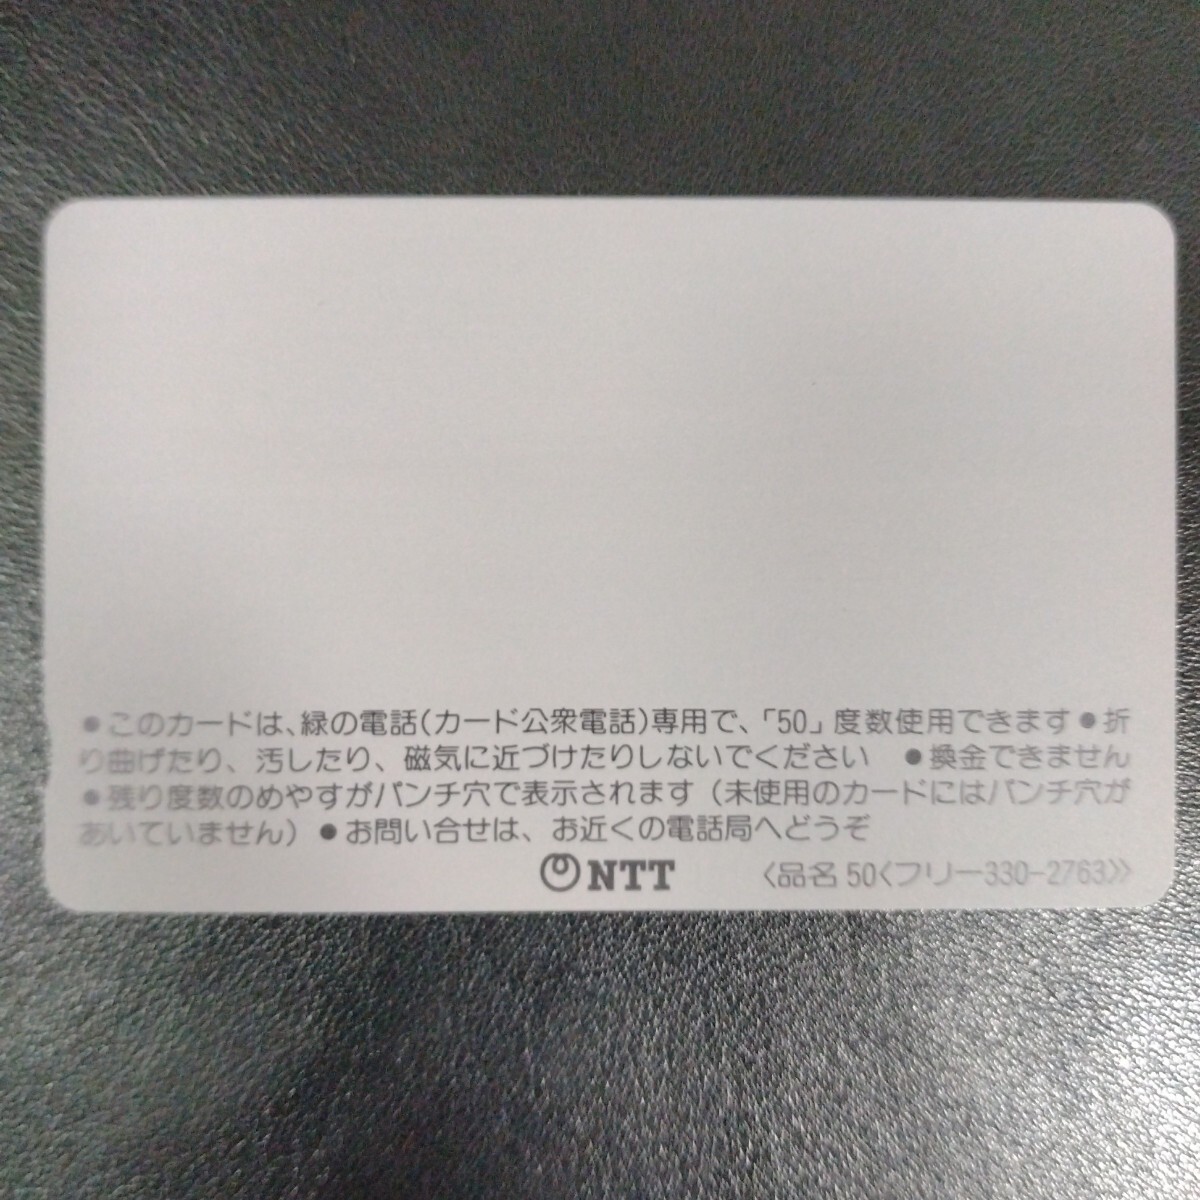 ●このカードは、緑の電話(カード公衆電話)専用で、「50」度数使用できます●折
り曲げたり、汚したり、磁気に近づけたりしないでください　●換金できません
●残り度数のめやすがパンチ穴で表示されます(未使用のカードにはパンチ穴が
あいていません)●お問い合せは、お近くの電話局へどうぞ
NTT 〈品名 50〈フリー330-2763〉〉